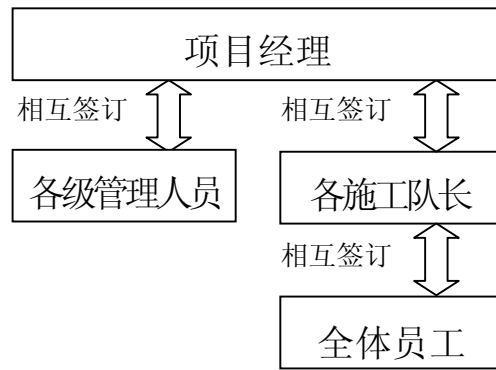 项目经理
相互签订
相互签订
各级管理人员
各施工队长
相互签订
全体员工